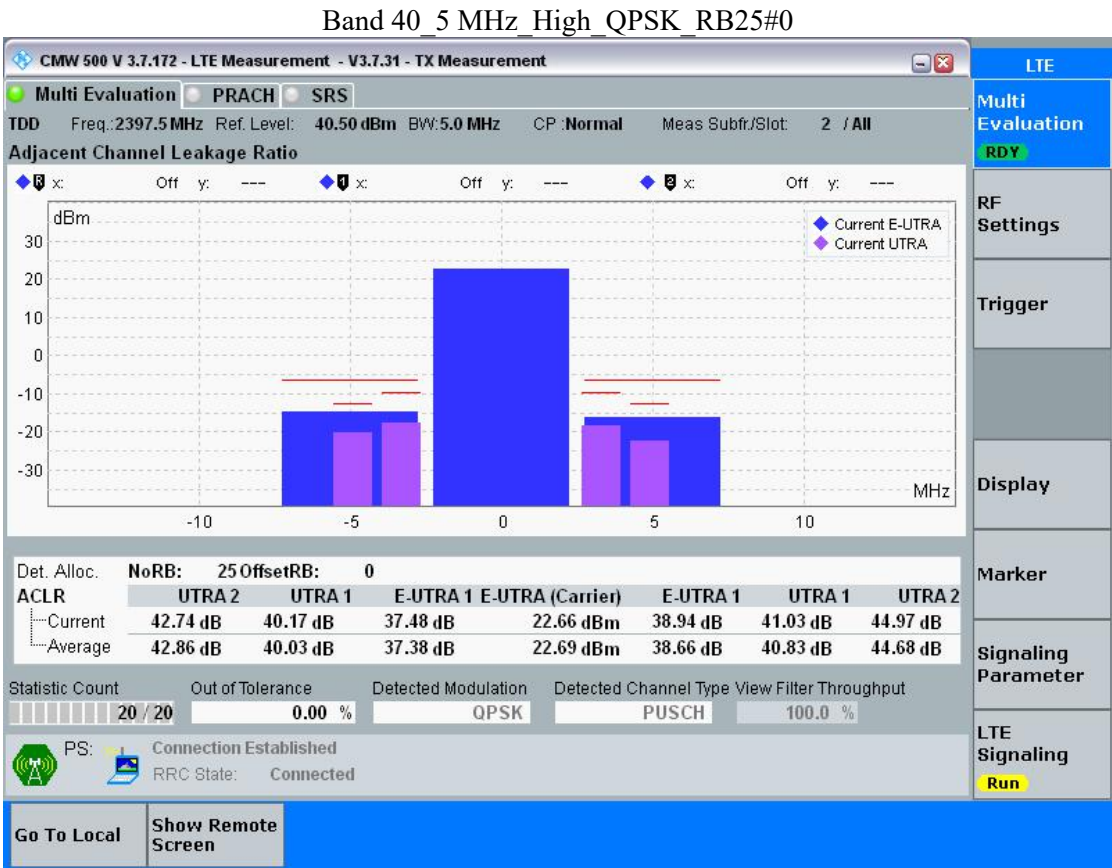 Band 40_5 MHz_High_QPSK_RB25#0
CMW 500 V 3.7.172 - LTE Measurement - V3.7.31 - TX Measurement
LTE
Multi Evaluation PRACH SRS
TDD Freq.:2397.5 MHz Ref. Level: 40.50 dBm BW:5.0 MHz CP :Normal Meas Subfr./Slot: 2 / All
Adjacent Channel Leakage Ratio
R x: Off y: --- 1 x: Off y: --- 2 x: Off y: ---
dBm
Current E-UTRA
Current UTRA
30
20
10
0
-10
-20
-30
MHz
-10 -5 0 5 10
Det. Alloc. NoRB: 25 OffsetRB: 0
ACLR UTRA 2 UTRA 1 E-UTRA 1 E-UTRA (Carrier) E-UTRA 1 UTRA 1 UTRA 2
Current 42.74 dB 40.17 dB 37.48 dB 22.66 dBm 38.94 dB 41.03 dB 44.97 dB
Average 42.86 dB 40.03 dB 37.38 dB 22.69 dBm 38.66 dB 40.83 dB 44.68 dB
Statistic Count Out of Tolerance Detected Modulation Detected Channel Type View Filter Throughput
20 / 20 0.00 % QPSK PUSCH 100.0 %
PS: Connection Established
RRC State: Connected
Multi
Evaluation
RDY
RF
Settings
Trigger
Display
Marker
Signaling
Parameter
LTE
Signaling
Run
Go To Local
Show Remote
Screen